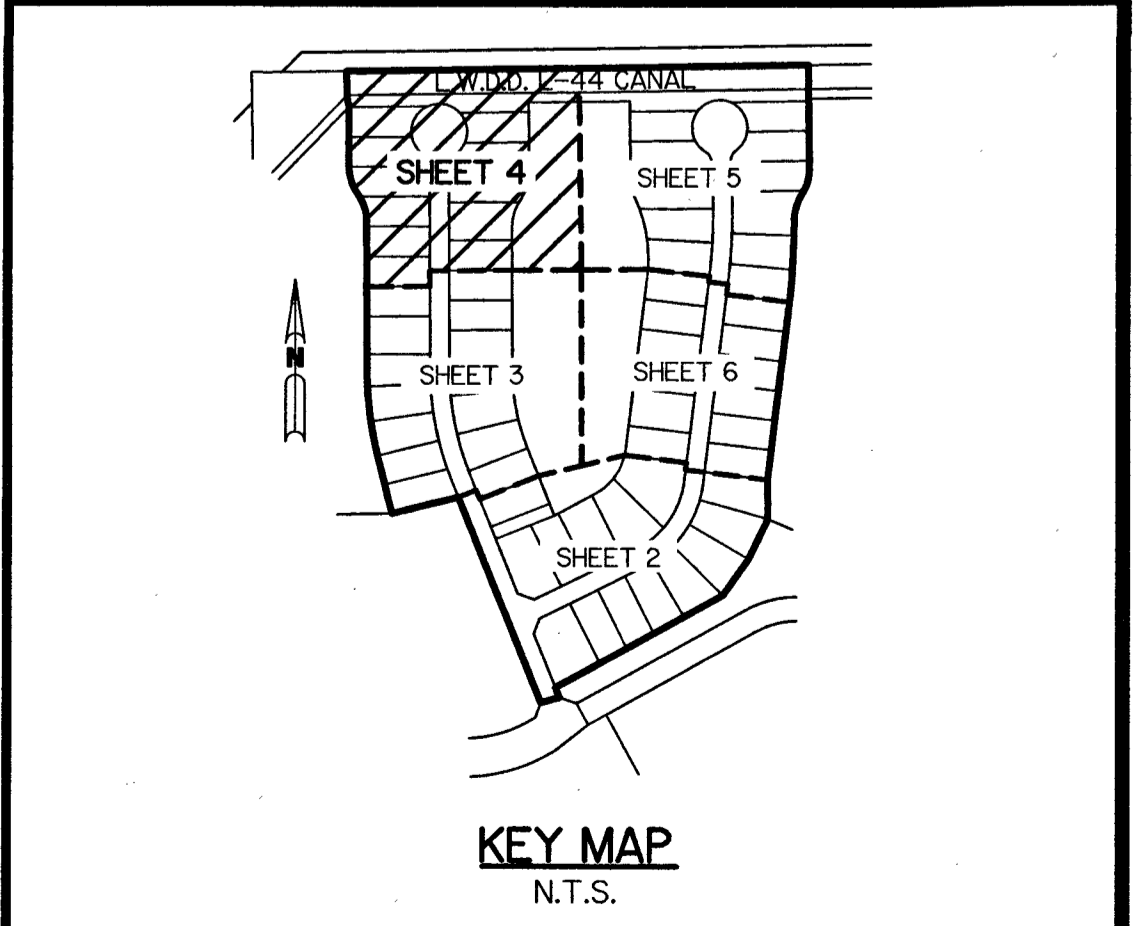 L.W.D.D. L-44 CANAL
SHEET 4
SHEET 5
N
SHEET 3
SHEET 6
SHEET 2
KEY MAP
N.T.S.